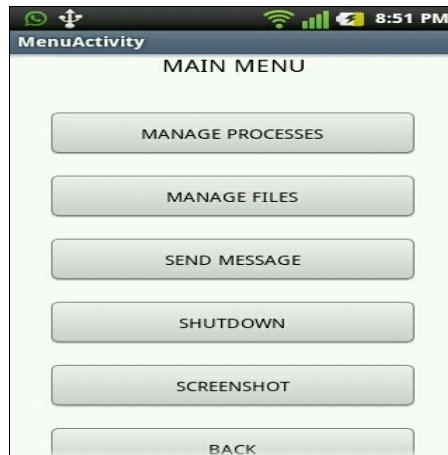 8:51 PM
MenuActivity
MAIN MENU
MANAGE PROCESSES
MANAGE FILES
SEND MESSAGE
SHUTDOWN
SCREENSHOT
BACK